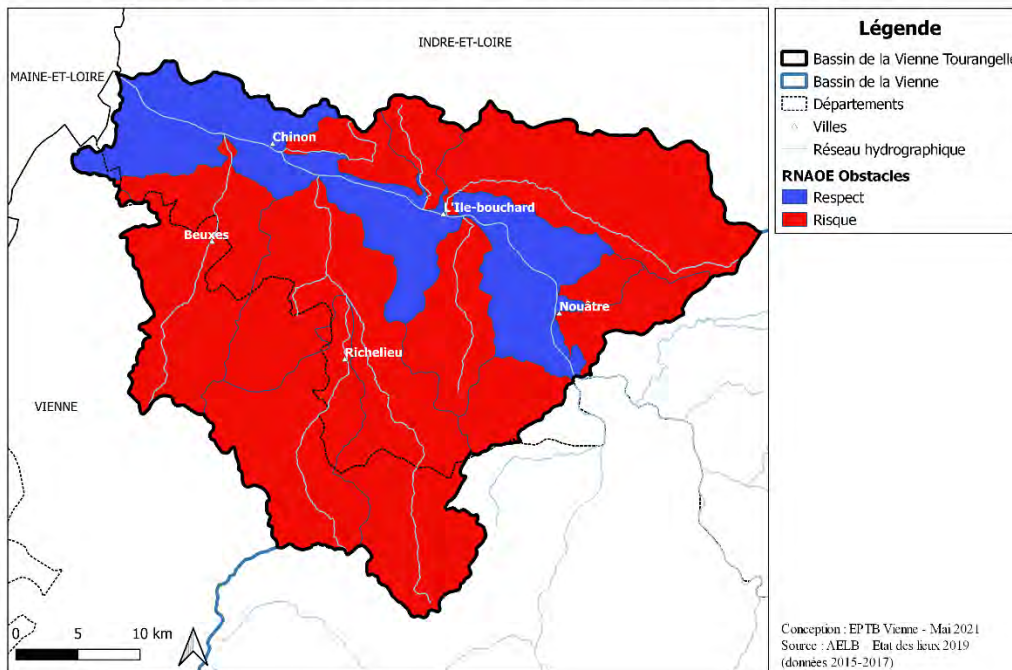 INDRE-ET-LOIRE
MAINE-ET-LOIRE
Chinon
L'Ile-bouchard
Beuxes
Nouâtre
Richelieu
VIENNE
0 5 10 km
Légende
Bassin de la Vienne Tourangelle
Bassin de la Vienne
Départements
Villes
Réseau hydrographique
RNAOE Obstacles
Respect
Risque
Conception : EPTB Vienne - Mai 2021
Source : AELB - Etat des lieux 2019
(données 2015-2017)